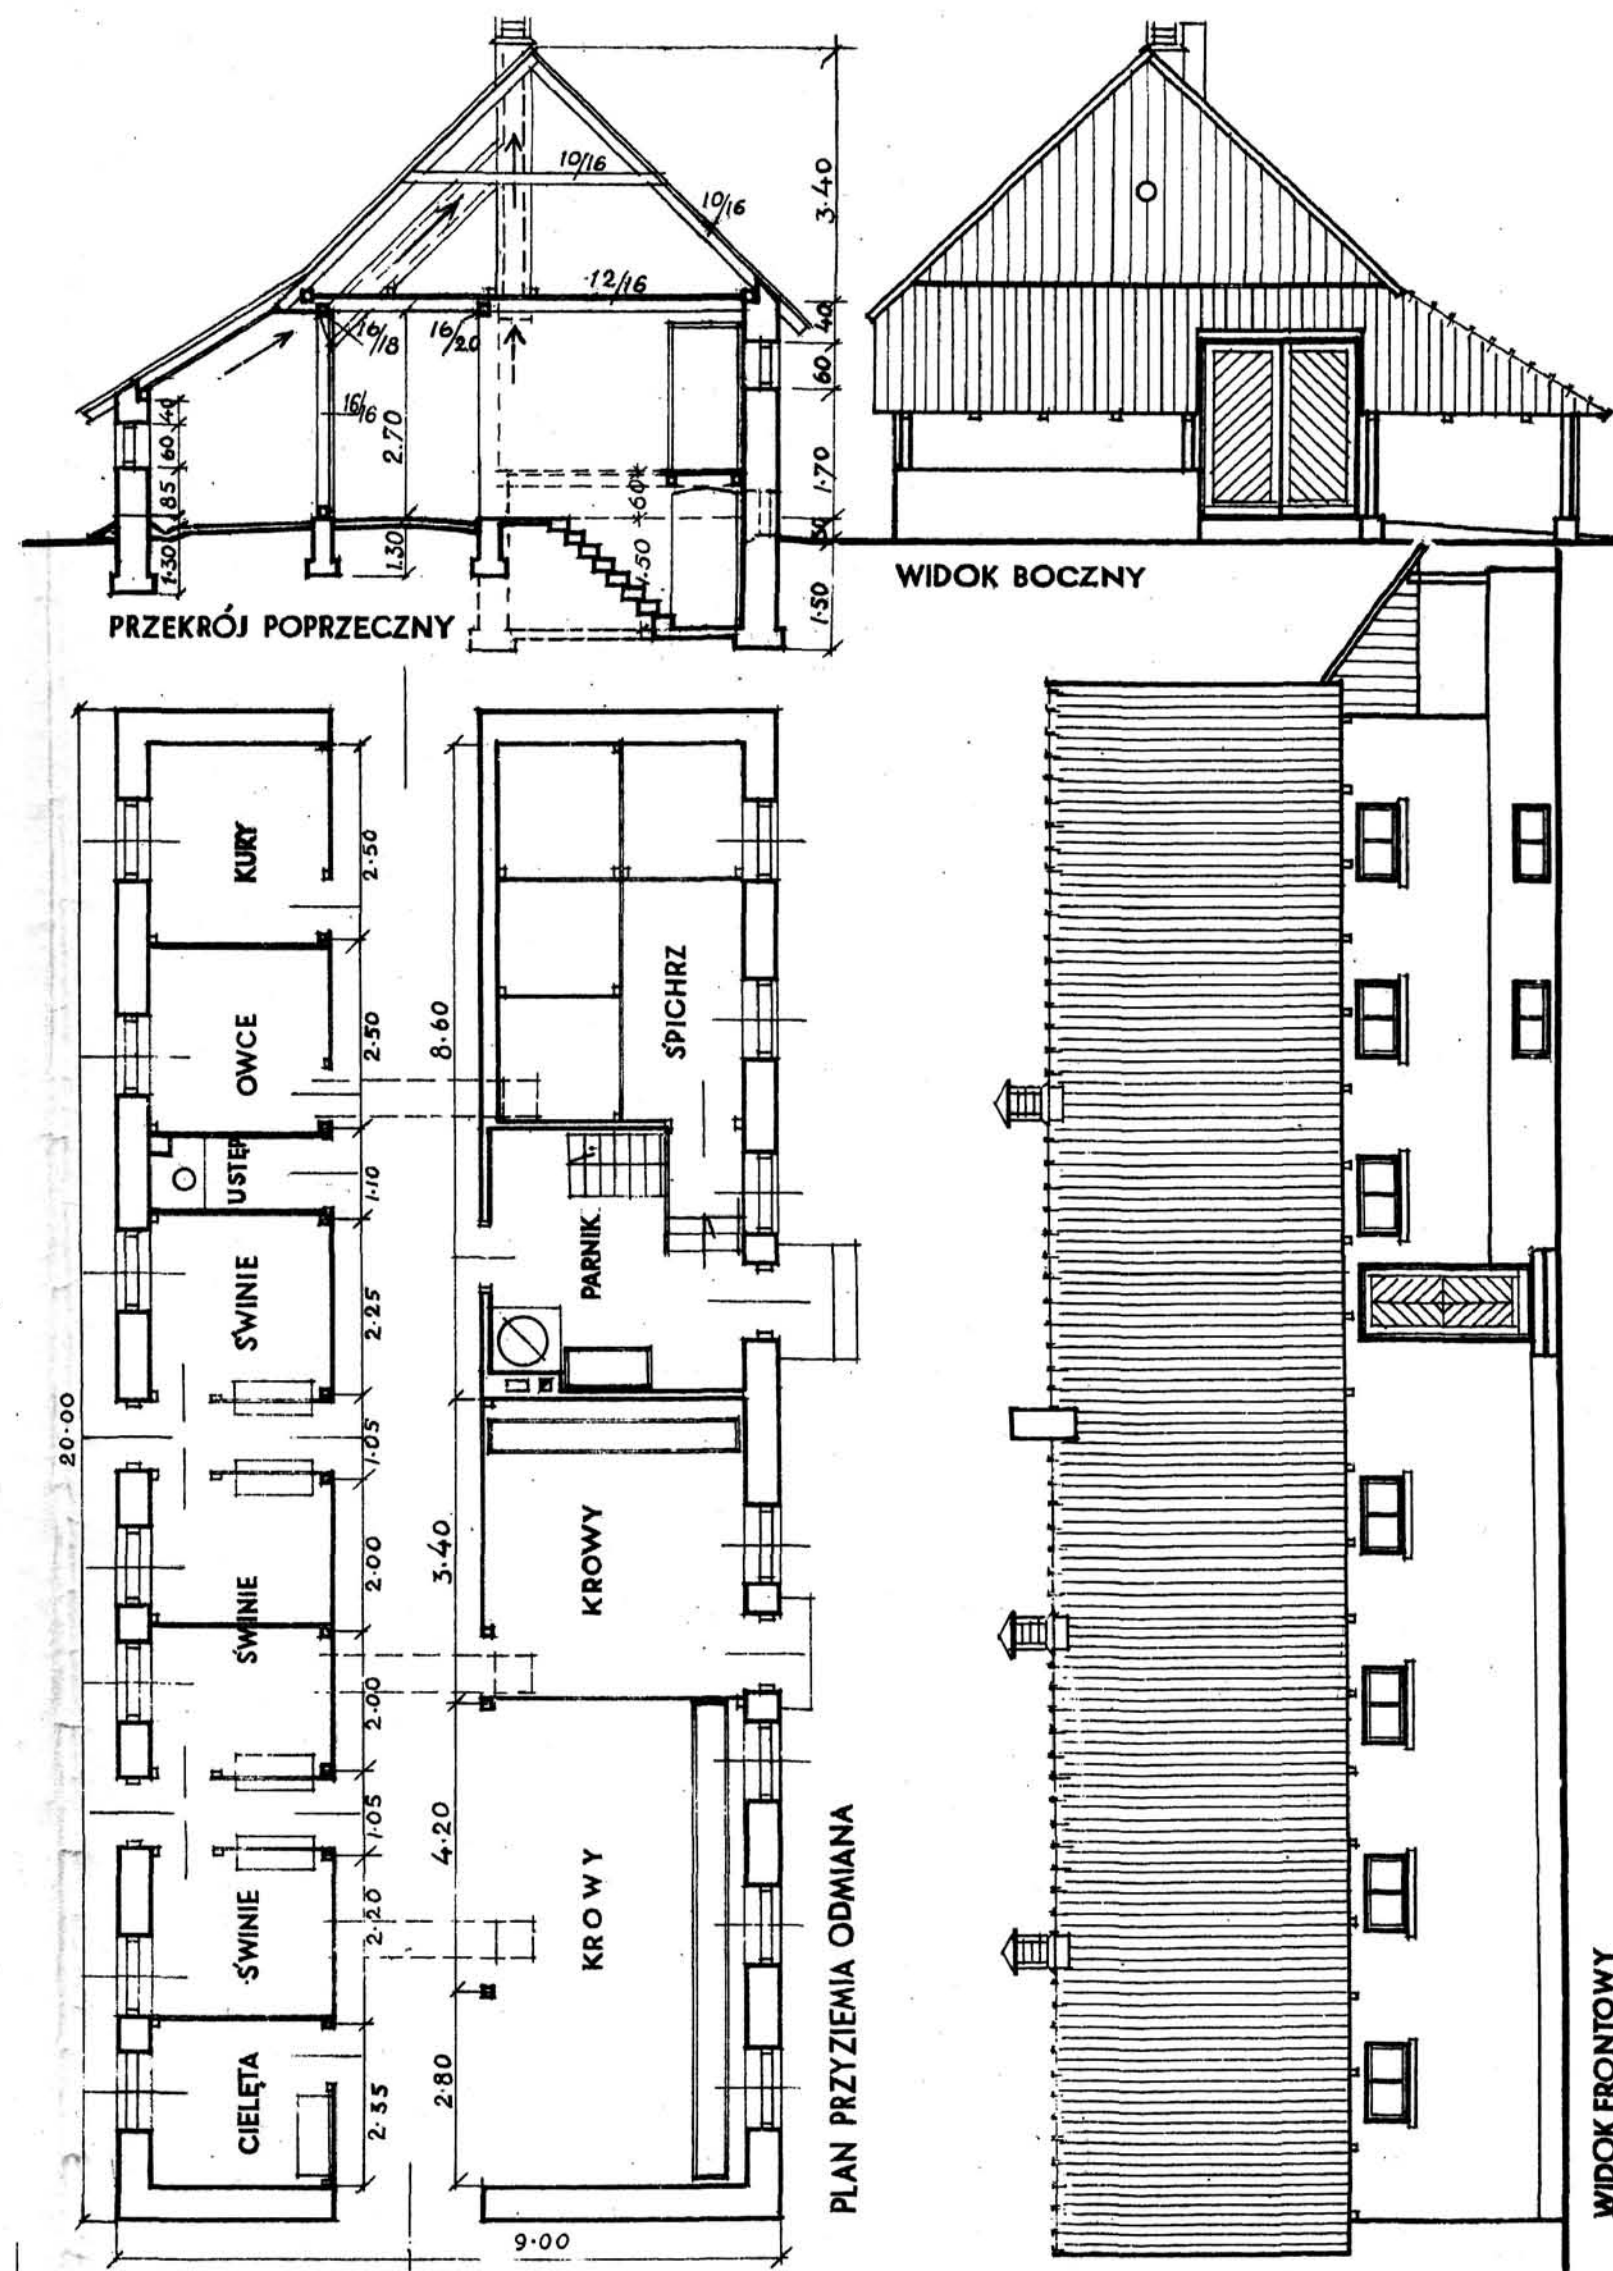 10/16
10/16
12/16
16/18
16/20
16/16
40
60
85
1.30
2.70
1.30
60
1.50
3.40
40
60
1.70
30
1.50
PRZEKRÓJ POPRZECZNY
WIDOK BOCZNY
KURY
2.50
OWCE
2.50
USTĘP
1.10
ŚWINIE
2.25
1.05
2.00
ŚWINIE
2.00
1.05
ŚWINIE
2.20
CIELĘTA
2.35
20.00
8.60
3.40
4.20
2.80
9.00
ŚPICHRZ
PARNIK
KROWY
KROWY
PLAN PRZYZIEMIA ODMIANA
WIDOK FRONTOWY